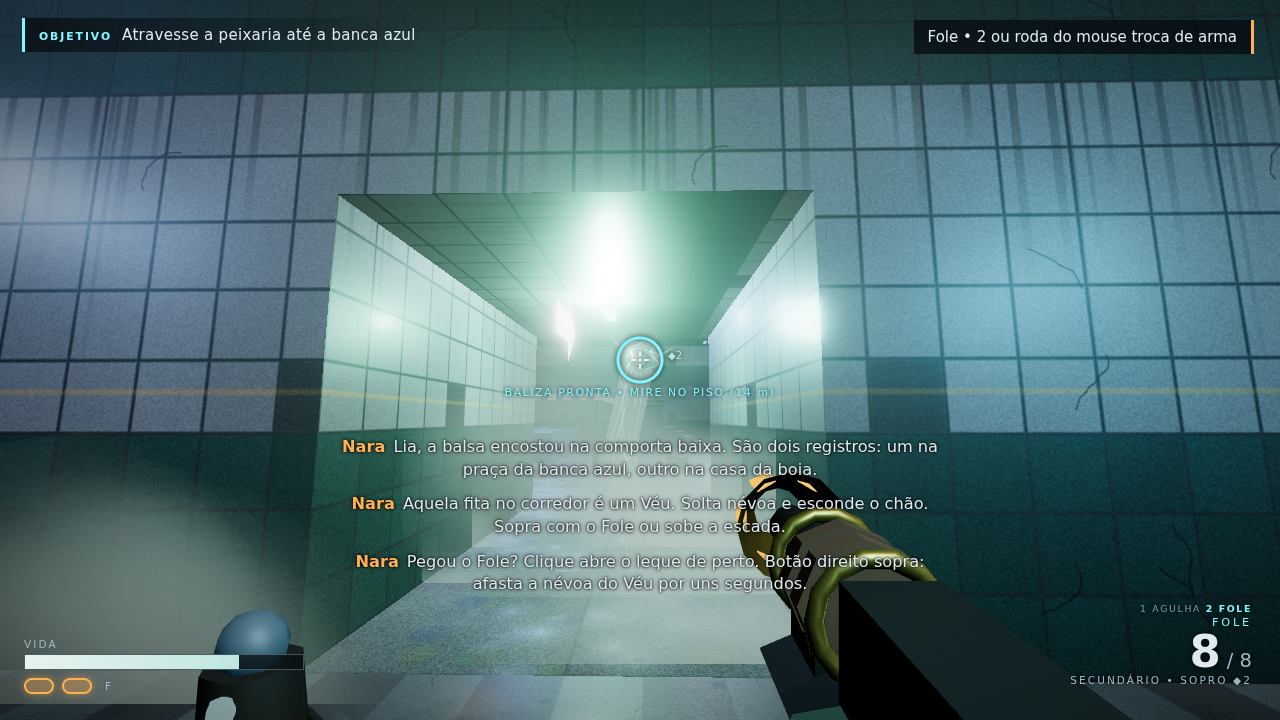 OBJETIVO Atravesse a peixaria até a banca azul
Fole • 2 ou roda do mouse troca de arma
◆2
BALIZA PRONTA • MIRE NO PISO (14 m)
Nara Lia, a balsa encostou na comporta baixa. São dois registros: um na
praça da banca azul, outro na casa da boia.
Nara Aquela fita no corredor é um Véu. Solta névoa e esconde o chão.
Sopra com o Fole ou sobe a escada.
Nara Pegou o Fole? Clique abre o leque de perto. Botão direito sopra:
afasta a névoa do Véu por uns segundos.
VIDA
F
1 AGULHA 2 FOLE
FOLE
8 / 8
SECUNDÁRIO • SOPRO ◆2